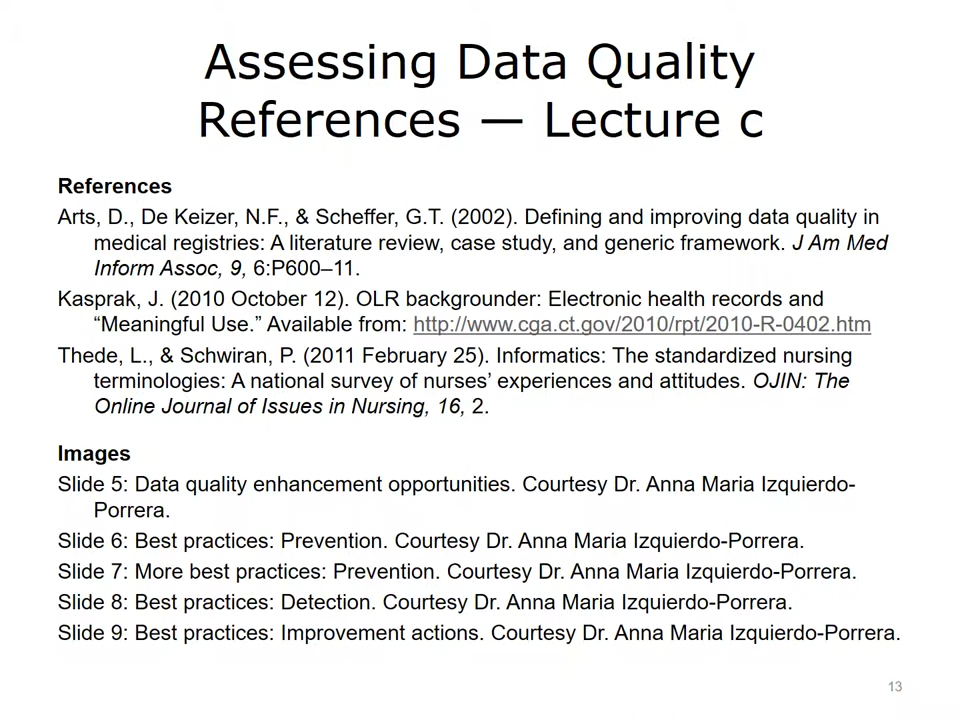 Assessing Data Quality
References — Lecture c
References
Arts, D., De Keizer, N.F., & Scheffer, G.T. (2002). Defining and improving data quality in
medical registries: A literature review, case study, and generic framework. J Am Med
Inform Assoc, 9, 6:P600–11.
Kasprak, J. (2010 October 12). OLR backgrounder: Electronic health records and
“Meaningful Use.” Available from: http://www.cga.ct.gov/2010/rpt/2010-R-0402.htm
Thede, L., & Schwiran, P. (2011 February 25). Informatics: The standardized nursing
terminologies: A national survey of nurses’ experiences and attitudes. OJIN: The
Online Journal of Issues in Nursing, 16, 2.
Images
Slide 5: Data quality enhancement opportunities. Courtesy Dr. Anna Maria Izquierdo-
Porrera.
Slide 6: Best practices: Prevention. Courtesy Dr. Anna Maria Izquierdo-Porrera.
Slide 7: More best practices: Prevention. Courtesy Dr. Anna Maria Izquierdo-Porrera.
Slide 8: Best practices: Detection. Courtesy Dr. Anna Maria Izquierdo-Porrera.
Slide 9: Best practices: Improvement actions. Courtesy Dr. Anna Maria Izquierdo-Porrera.
13